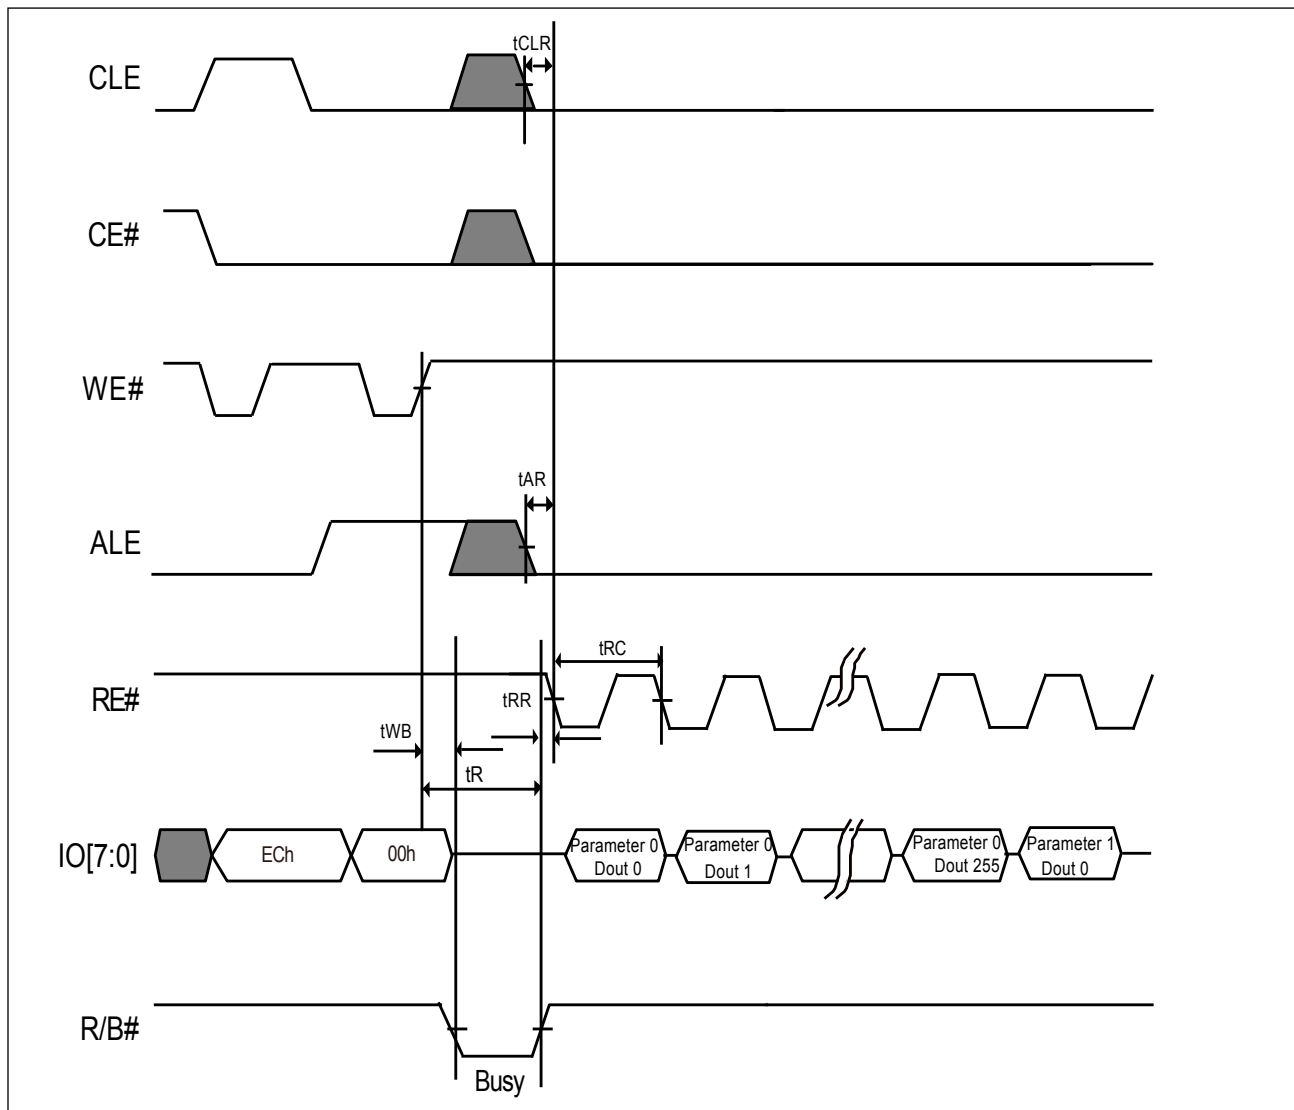 tCLR
CLE
CE#
WE#
tAR
ALE
tRC
RE#
tRR
tWB
tR
IO[7:0]
ECh
00h
Parameter 0
Dout 0
Parameter 0
Dout 1
Parameter 0
Dout 255
Parameter 1
Dout 0
R/B#
Busy